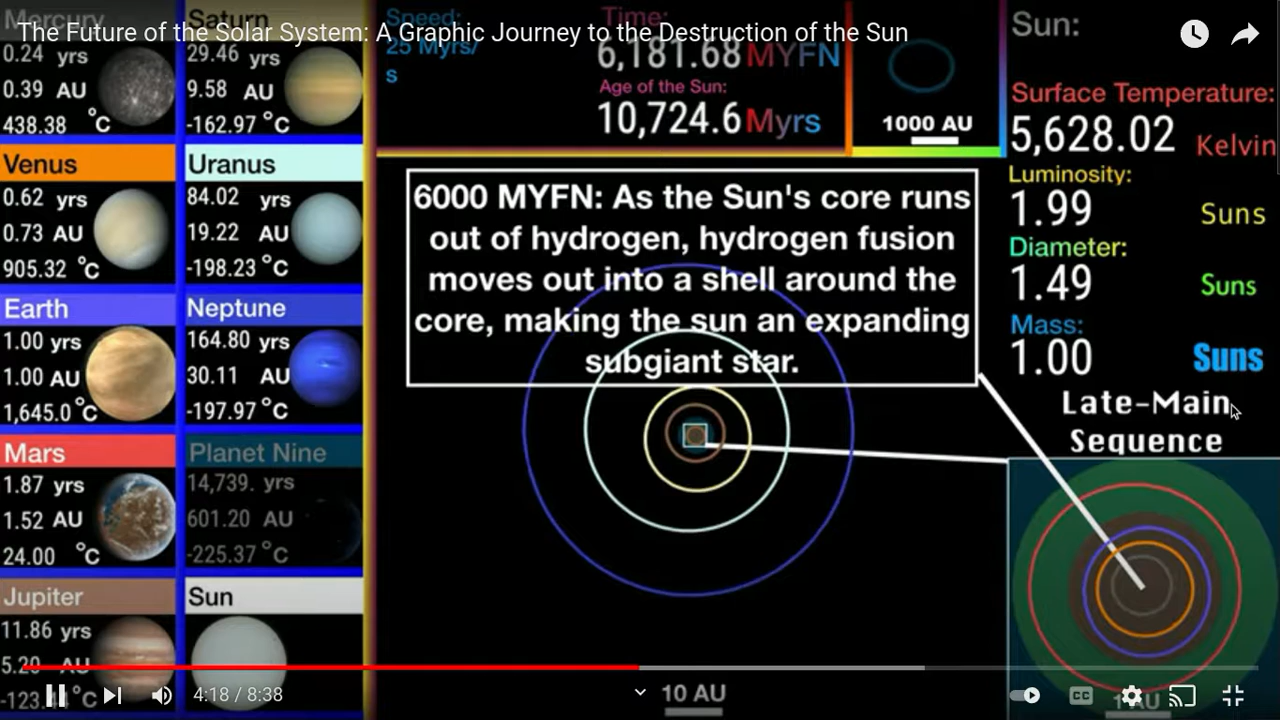 The Future of the Solar System: A Graphic Journey to the Destruction of the Sun
Mercury
0.24 yrs
0.39 AU
438.38 °C
Venus
0.62 yrs
0.73 AU
905.32 °C
Earth
1.00 yrs
1.00 AU
1,645.0 °C
Mars
1.87 yrs
1.52 AU
24.00 °C
Jupiter
11.86 yrs
5.20 AU
Saturn
29.46 yrs
9.58 AU
-162.97 °C
Uranus
84.02 yrs
19.22 AU
-198.23 °C
Neptune
164.80 yrs
30.11 AU
-197.97 °C
Planet Nine
14,739. yrs
601.20 AU
-225.37 °C
Sun
Speed:
25 Myrs/
s
Time:
6,181.68 MYFN
Age of the Sun:
10,724.6 Myrs
1000 AU
6000 MYFN: As the Sun's core runs
out of hydrogen, hydrogen fusion
moves out into a shell around the
core, making the sun an expanding
subgiant star.
10 AU
Sun:
Surface Temperature:
5,628.02 Kelvin
Luminosity:
1.99 Suns
Diameter:
1.49 Suns
Mass:
1.00 Suns
Late-Main
Sequence
1 AU
4:18 / 8:38
CC